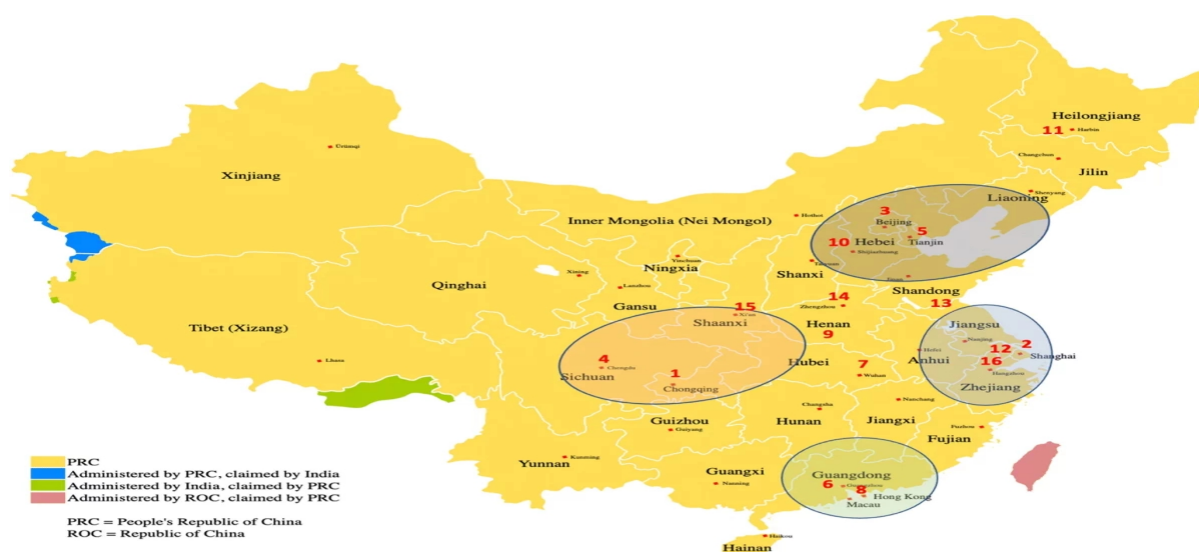 Heilongjiang
11
Harbin
Changchun
Jilin
Ürümqi
Xinjiang
Shenyang
Liaoning
3
Beijing
Inner Mongolia (Nei Mongol)
Hohhot
5
10 Hebei
Tianjin
Shijiazhuang
Yinchuan
Ningxia
Taiyuan
Shanxi
Xining
Qinghai
Lanzhou
Gansu
Jinan
Shandong
13
14
Zhengzhou
15
Xi'an
Shaanxi
Henan
9
Tibet (Xizang)
Lhasa
Jiangsu
Nanjing
12
2
Shanghai
Hefei
Anhui
16
Hangzhou
Zhejiang
4
Chengdu
Sichuan
1
Chongqing
Hubei
7
Wuhan
Changsha
Nanchang
Hunan
Jiangxi
Guizhou
Guiyang
Fuzhou
Fujian
Yunnan
Kunming
Guangxi
Nanning
Guangdong
6
Guangzhou
8
Hong Kong
Macau
Haikou
Hainan
PRC
Administered by PRC, claimed by India
Administered by India, claimed by PRC
Administered by ROC, claimed by PRC
PRC = People's Republic of China
ROC = Republic of China